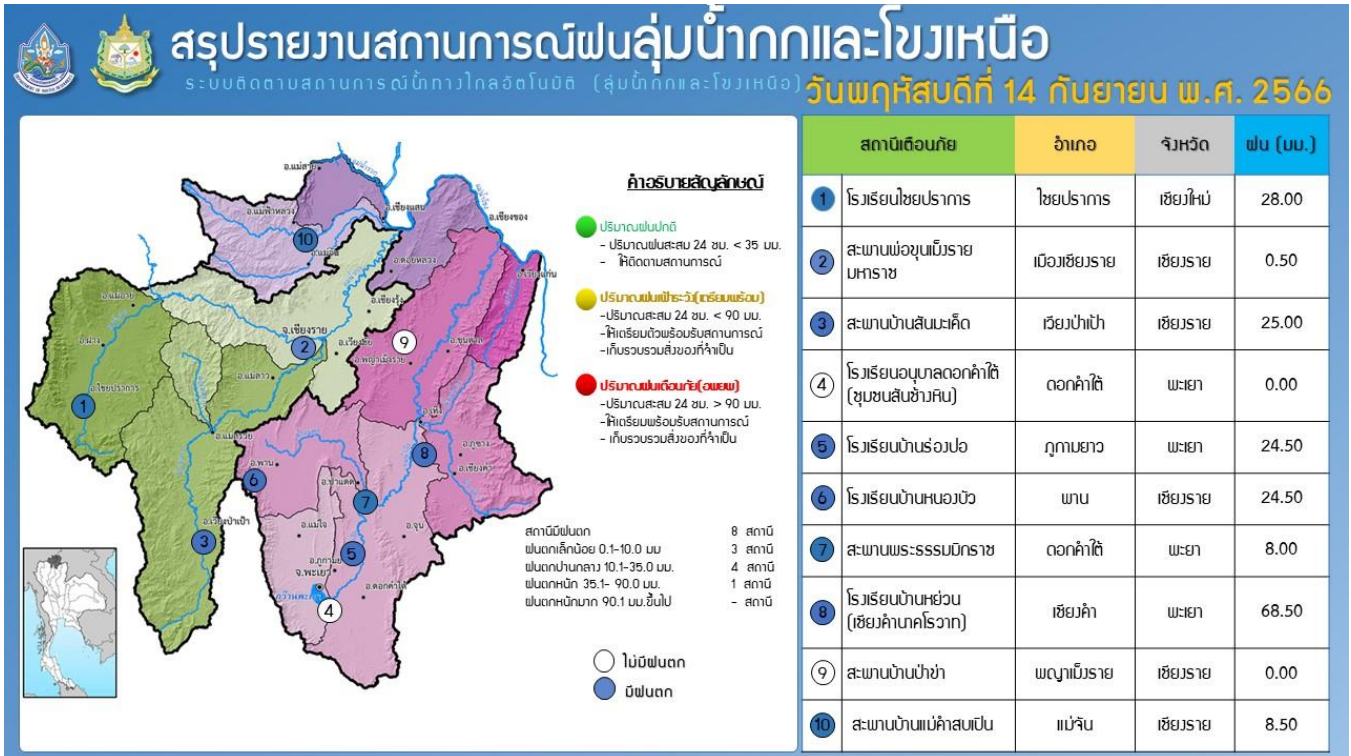 สรุปรายงานสถานการณ์ฝนลุ่มน้ำกกและโขงเหนือ
ระบบติดตามสถานการณ์น้ำทางไกลอัตโนมัติ (ลุ่มน้ำกกและโขงเหนือ)
วันพฤหัสบดีที่ 14 กันยายน พ.ศ. 2566
อ.แม่สาย
อ.แม่ฟ้าหลวง
อ.เชียงแสน
อ.เชียงของ
10
อ.แม่จัน
อ.ดอยหลวง
อ.เวียงแก่น
อ.แม่อาย
อ.เชียงรุ้ง
จ.เชียงราย
2
อ.เวียงชัย
9
อ.พญาเม็งราย
อ.ขุนตาล
อ.ฝาง
อ.แม่ลาว
อ.ไชยปราการ
1
อ.เทิง
อ.แม่สรวย
8
อ.ภูซาง
อ.เชียงคำ
อ.พาน
6
อ.ป่าแดด
7
อ.เวียงป่าเป้า
3
อ.แม่ใจ
อ.จุน
5
อ.ภูกามยาว
จ.พะเยา
อ.ดอกคำใต้
4
คำอธิบายสัญลักษณ์
ปริมาณฝนปกติ
- ปริมาณฝนสะสม 24 ชม. < 35 มม.
- ให้ติดตามสถานการณ์
ปริมาณฝนเฝ้าระวัง(เตรียมพร้อม)
-ปริมาณสะสม 24 ชม. < 90 มม.
-ให้เตรียมตัวพร้อมรับสถานการณ์
-เก็บรวบรวมสิ่งของที่จำเป็น
ปริมาณฝนเตือนภัย(อพยพ)
-ปริมาณสะสม 24 ชม. > 90 มม.
-ให้เตรียมพร้อมรับสถานการณ์
- เก็บรวบรวมสิ่งของที่จำเป็น
สถานีมีฝนตก 8 สถานี
ฝนตกเล็กน้อย 0.1-10.0 มม 3 สถานี
ฝนตกปานกลาง 10.1-35.0 มม. 4 สถานี
ฝนตกหนัก 35.1- 90.0 มม. 1 สถานี
ฝนตกหนักมาก 90.1 มม.ขึ้นไป - สถานี
ไม่มีฝนตก
มีฝนตก
สถานีเตือนภัย อำเภอ จังหวัด ฝน (มม.)
1 โรงเรียนไชยปราการ ไชยปราการ เชียงใหม่ 28.00
2 สะพานพ่อขุนเม็งราย
มหาราช เมืองเชียงราย เชียงราย 0.50
3 สะพานบ้านสันมะเค็ด เวียงป่าเป้า เชียงราย 25.00
4 โรงเรียนอนุบาลดอกคำใต้
(ชุมชนสันช้างหิน) ดอกคำใต้ พะเยา 0.00
5 โรงเรียนบ้านร่องปอ ภูกามยาว พะเยา 24.50
6 โรงเรียนบ้านหนองบัว พาน เชียงราย 24.50
7 สะพานพระธรรมมิกราช ดอกคำใต้ พะยา 8.00
8 โรงเรียนบ้านหย่วน
(เชียงคำนาคโรวาท) เชียงคำ พะเยา 68.50
9 สะพานบ้านป่าข่า พญาเม็งราย เชียงราย 0.00
10 สะพานบ้านแม่คำสบเปิน แม่จัน เชียงราย 8.50